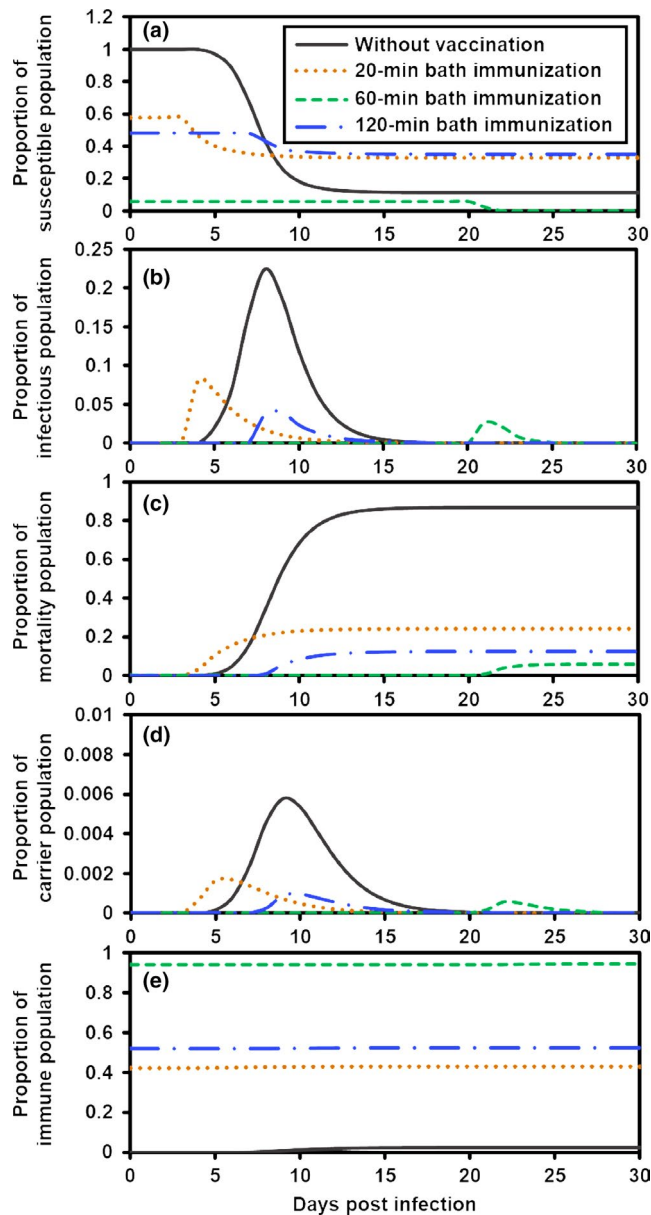 (a)
Without vaccination
20-min bath immunization
60-min bath immunization
120-min bath immunization
Proportion of
susceptible population
1.2
1
0.8
0.6
0.4
0.2
0
0 5 10 15 20 25 30
(b)
Proportion of
infectious population
0.25
0.2
0.15
0.1
0.05
0
0 5 10 15 20 25 30
(c)
Proportion of
mortality population
1
0.8
0.6
0.4
0.2
0
0 5 10 15 20 25 30
(d)
Proportion of
carrier population
0.01
0.008
0.006
0.004
0.002
0
0 5 10 15 20 25 30
(e)
Proportion of
immune population
1
0.8
0.6
0.4
0.2
0
0 5 10 15 20 25 30
Days post infection